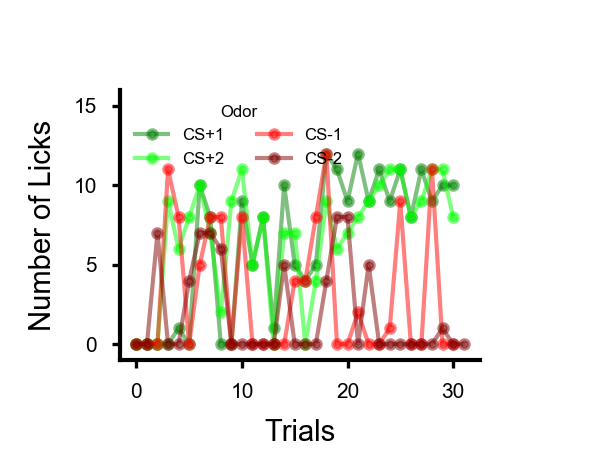 Odor
CS+1 CS-1
CS+2 CS-2
15
10
5
0
Number of Licks
0 10 20 30
Trials